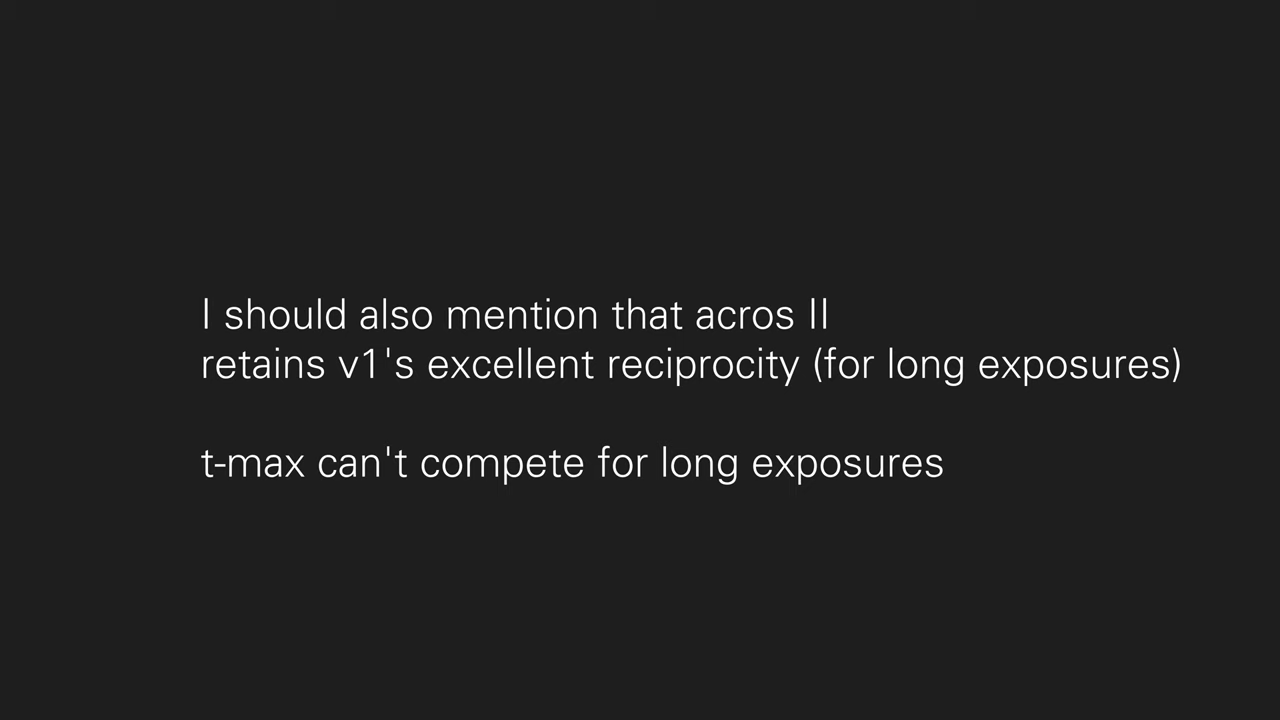 I should also mention that acros II
retains v1's excellent reciprocity (for long exposures)
t-max can't compete for long exposures